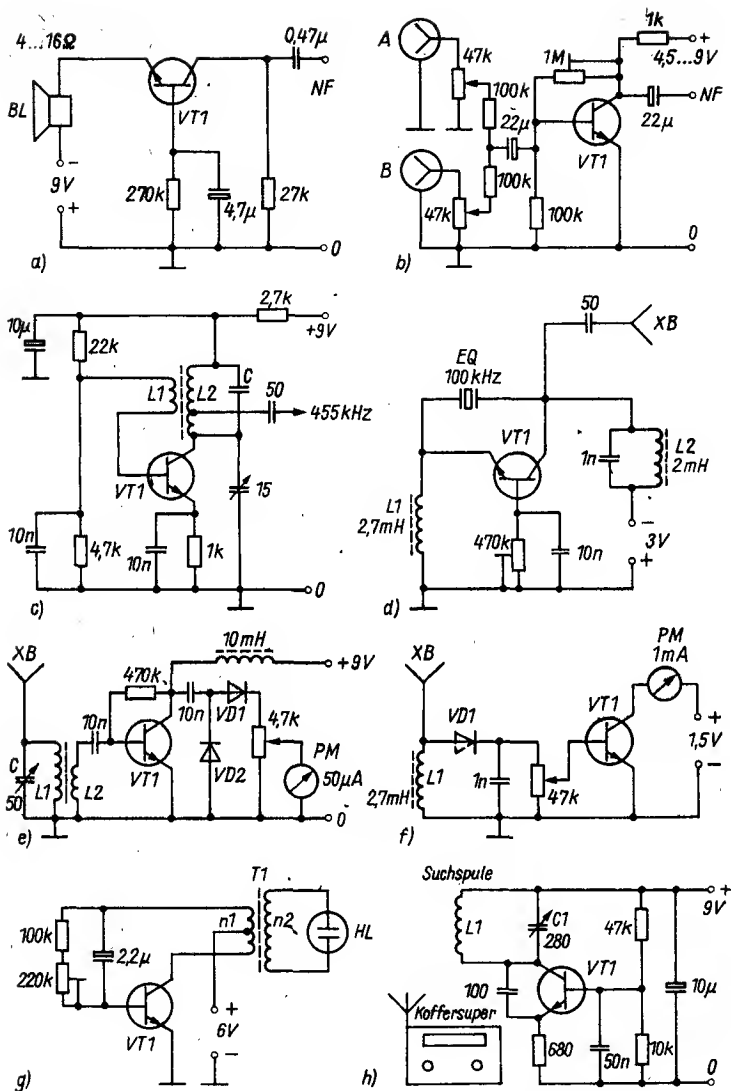 4...16Ω
0,47μ
BL
VT1
NF
9V
−
+
270k
4,7μ
27k
0
a)
A
47k
100k
22μ
B
47k
100k
100k
1M
1k
+
4,5...9V
NF
22μ
VT1
0
b)
10μ
22k
2,7k
+9V
L1
L2
C
50
455kHz
VT1
15
10n
4,7k
10n
1k
0
c)
50
XB
EQ
100kHz
VT1
L1
2,7mH
470k
10n
1n
L2
2mH
−
3V
+
d)
XB
10mH
+9V
470k
10n
10n
VD1
4,7k
C
50
L1
L2
VT1
VD2
PM
50μA
0
e)
XB
VD1
L1
2,7mH
1n
47k
VT1
PM
1mA
+
1,5V
−
f)
T1
100k
220k
2,2μ
n1
n2
HL
VT1
+
6V
−
g)
Suchspule
L1
C1
280
47k
+
9V
100
VT1
10μ
Koffersuper
680
50n
10k
0
h)